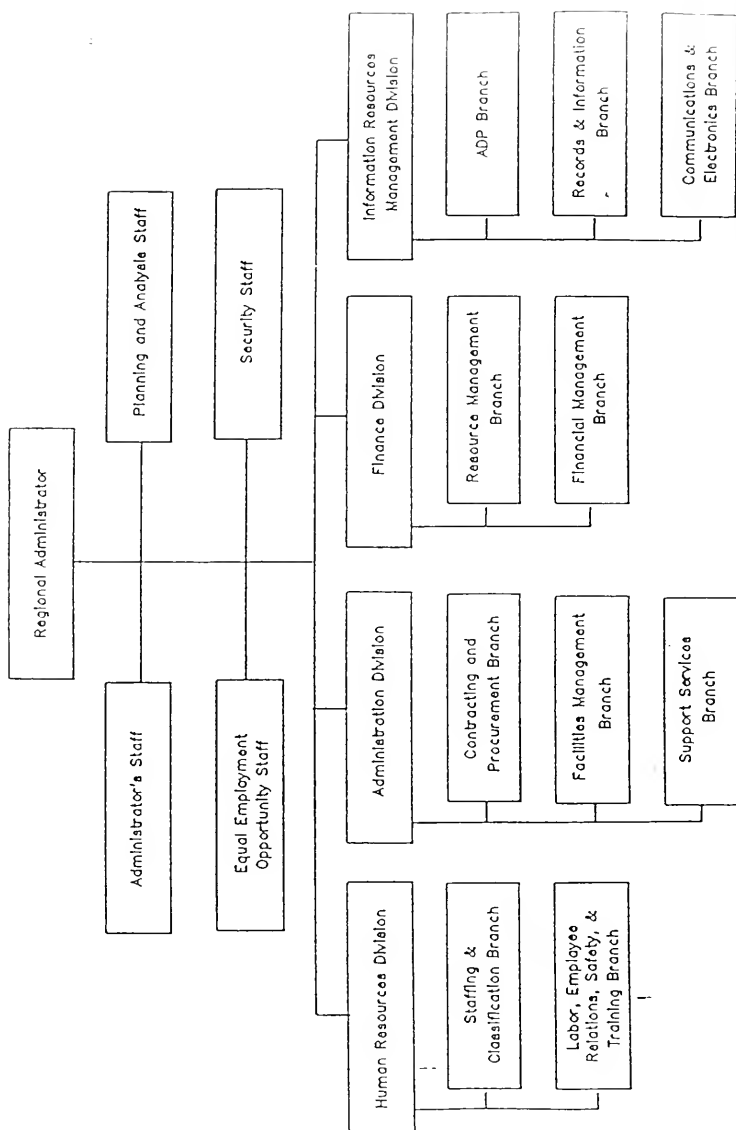 Regional Administrator
Administrator's Staff
Planning and Analysis Staff
Equal Employment
Opportunity Staff
Security Staff
Human Resources Division
Staffing &
Classification Branch
Labor, Employee
Relations, Safety, &
Training Branch
Administration Division
Contracting and
Procurement Branch
Facilities Management
Branch
Support Services
Branch
Finance Division
Resource Management
Branch
Financial Management
Branch
Information Resources
Management Division
ADP Branch
Records & Information
Branch
Communications &
Electronics Branch